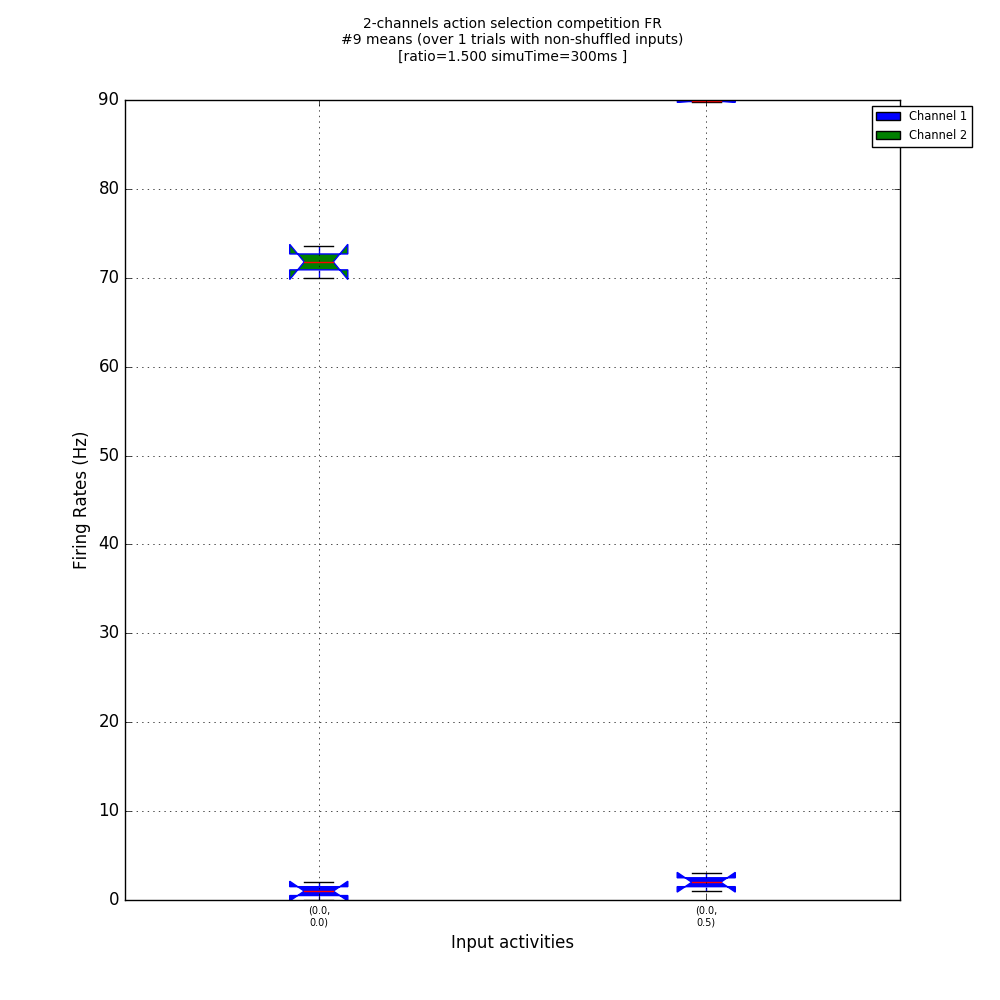 2-channels action selection competition FR
#9 means (over 1 trials with non-shuffled inputs)
[ratio=1.500 simuTime=300ms ]
90
Channel 1
Channel 2
80
70
60
50
40
30
20
10
0
Firing Rates (Hz)
(0.0,
0.0)
(0.0,
0.5)
Input activities